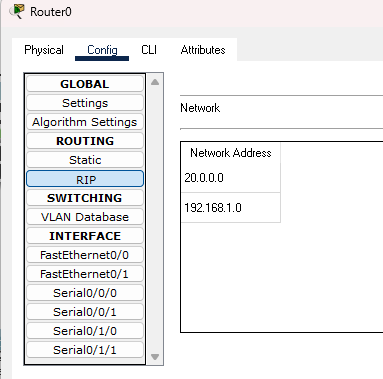 Router0
Physical Config CLI Attributes
GLOBAL
Settings
Algorithm Settings
ROUTING
Static
RIP
SWITCHING
VLAN Database
INTERFACE
FastEthernet0/0
FastEthernet0/1
Serial0/0/0
Serial0/0/1
Serial0/1/0
Serial0/1/1
Network
Network Address
20.0.0.0
192.168.1.0